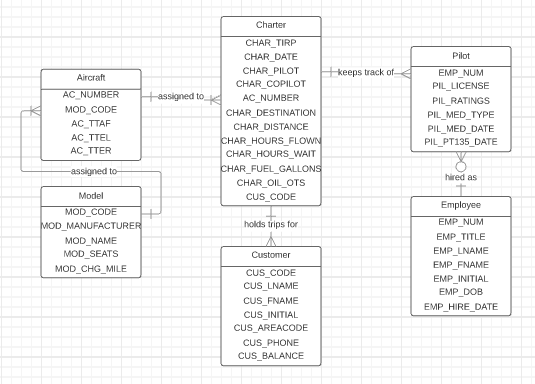 Charter
CHAR_TIRP
CHAR_DATE
CHAR_PILOT
CHAR_COPILOT
AC_NUMBER
CHAR_DESTINATION
CHAR_DISTANCE
CHAR_HOURS_FLOWN
CHAR_HOURS_WAIT
CHAR_FUEL_GALLONS
CHAR_OIL_OTS
CUS_CODE
Aircraft
AC_NUMBER
MOD_CODE
AC_TTAF
AC_TTEL
AC_TTER
assigned to
keeps track of
Pilot
EMP_NUM
PIL_LICENSE
PIL_RATINGS
PIL_MED_TYPE
PIL_MED_DATE
PIL_PT135_DATE
assigned to
hired as
Model
MOD_CODE
MOD_MANUFACTURER
MOD_NAME
MOD_SEATS
MOD_CHG_MILE
holds trips for
Customer
CUS_CODE
CUS_LNAME
CUS_FNAME
CUS_INITIAL
CUS_AREACODE
CUS_PHONE
CUS_BALANCE
Employee
EMP_NUM
EMP_TITLE
EMP_LNAME
EMP_FNAME
EMP_INITIAL
EMP_DOB
EMP_HIRE_DATE